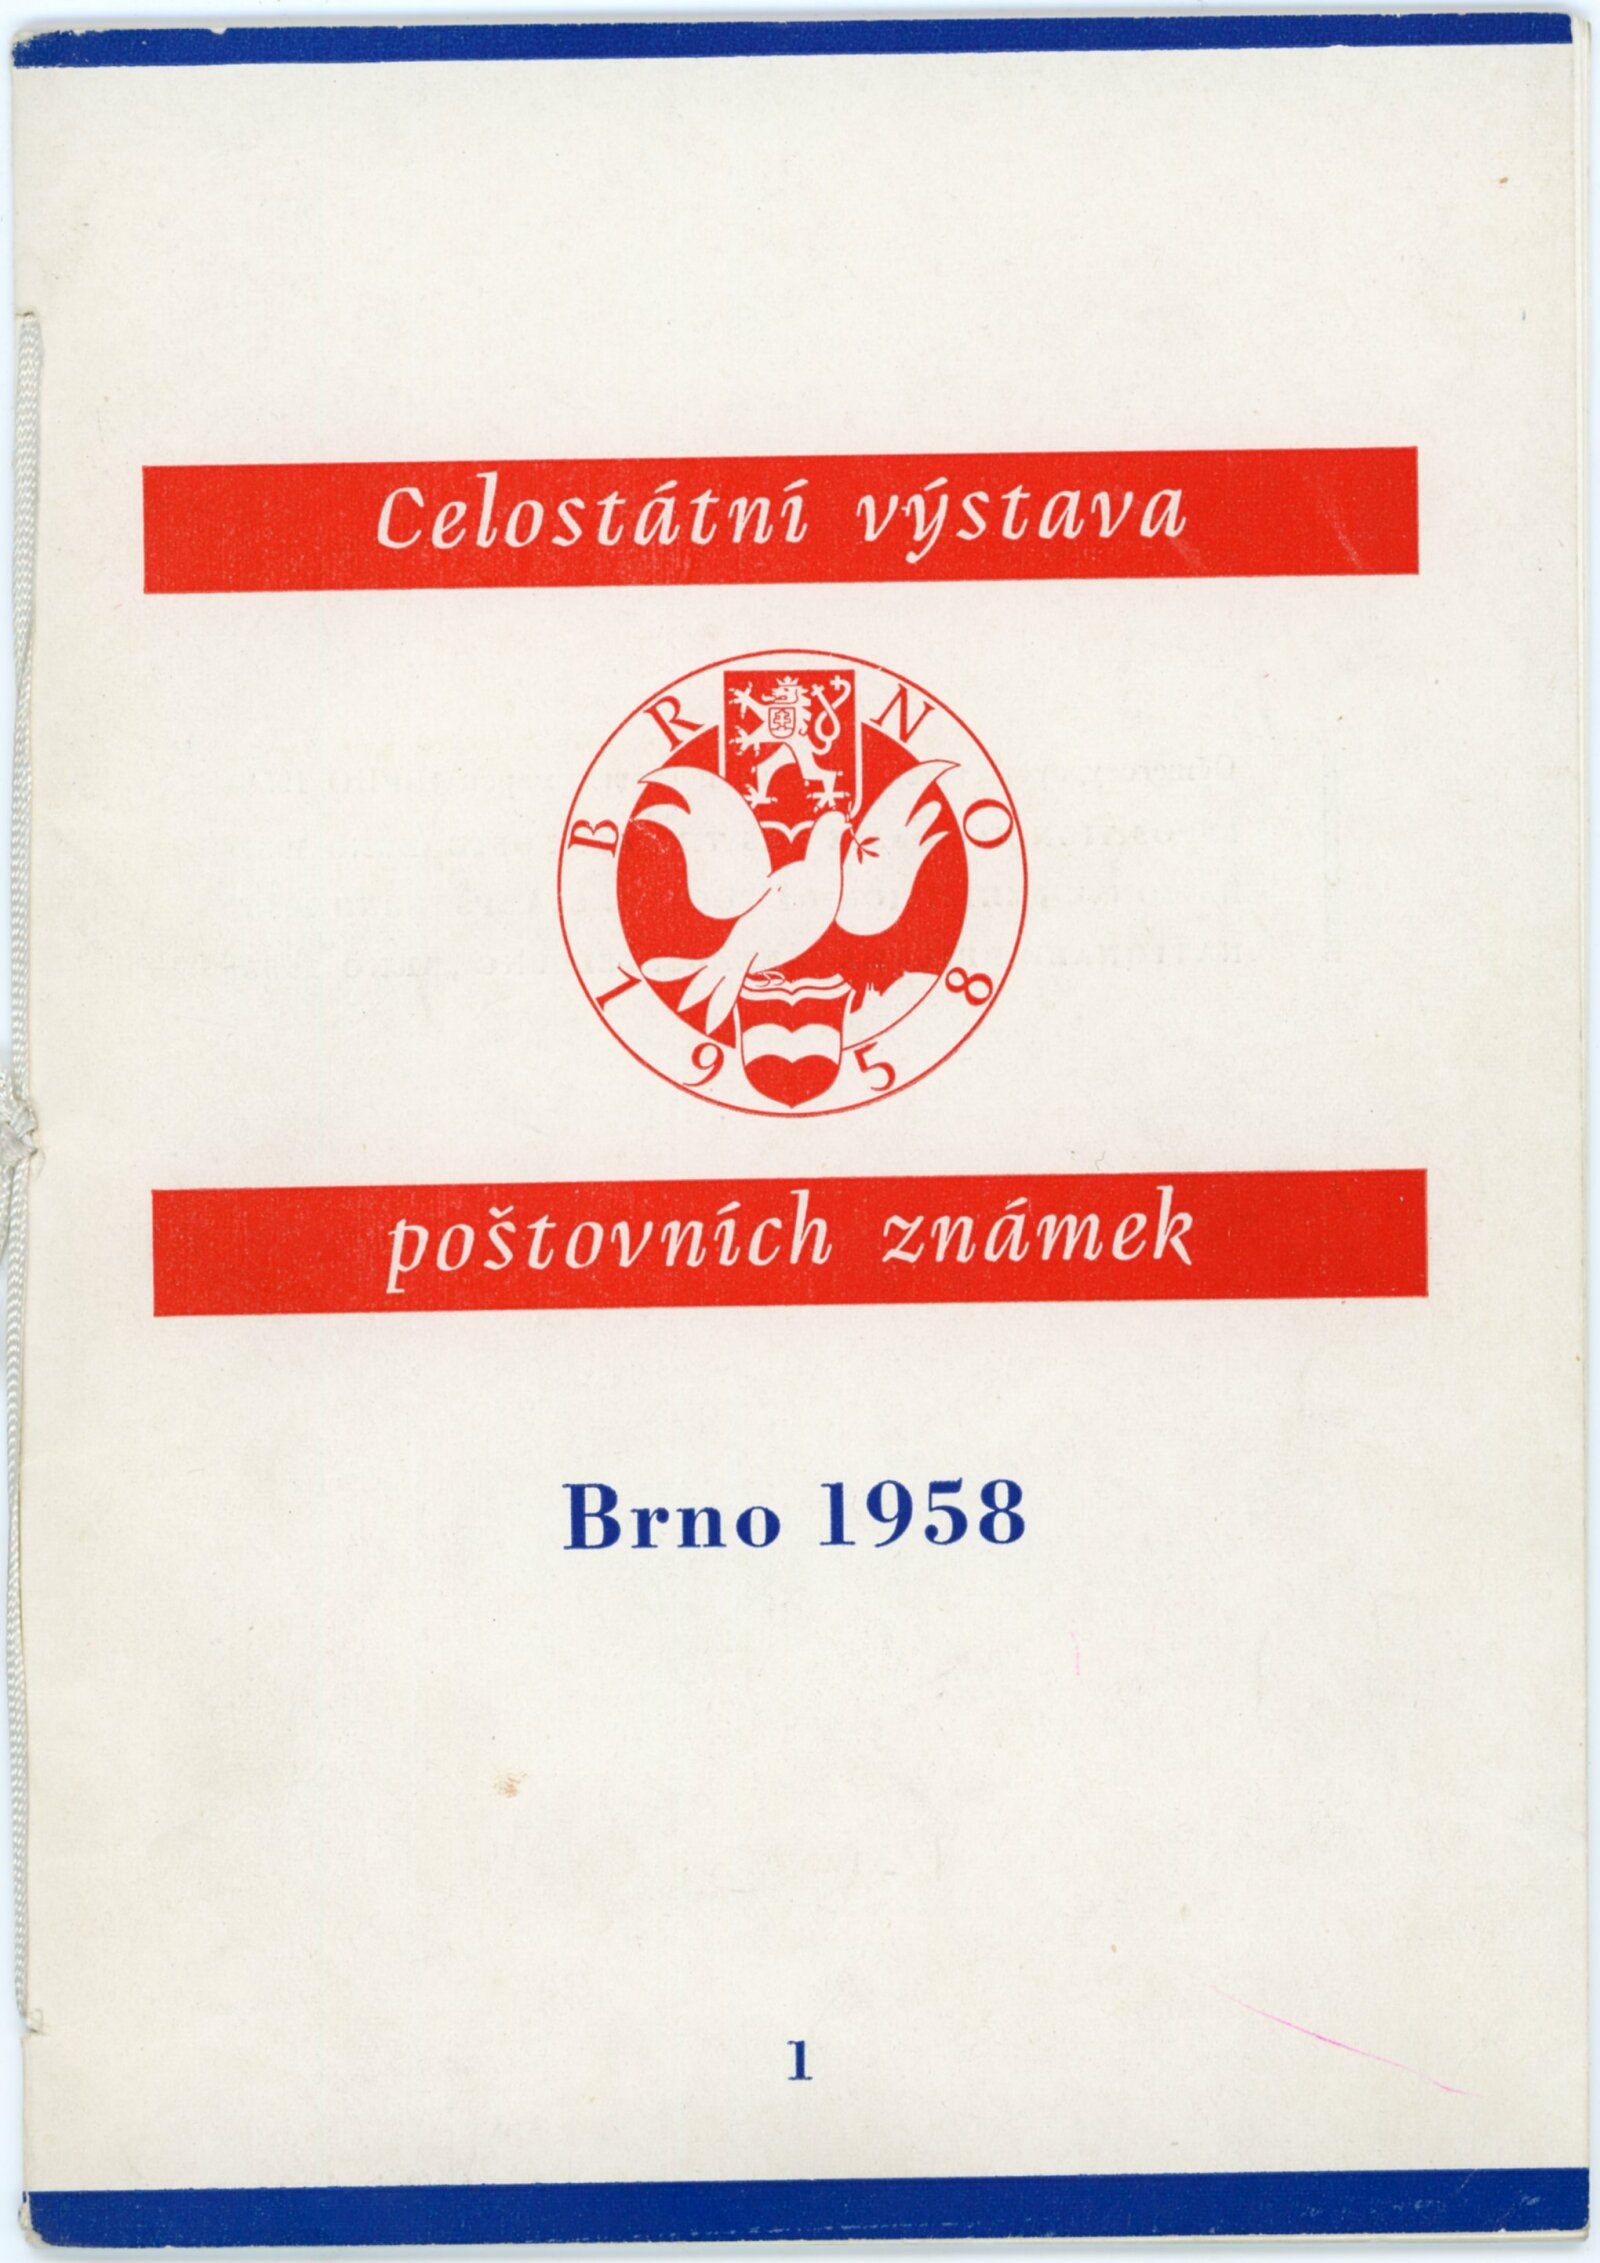 Celostátní výstava
BRNO
1958
poštovních známek
Brno 1958
1